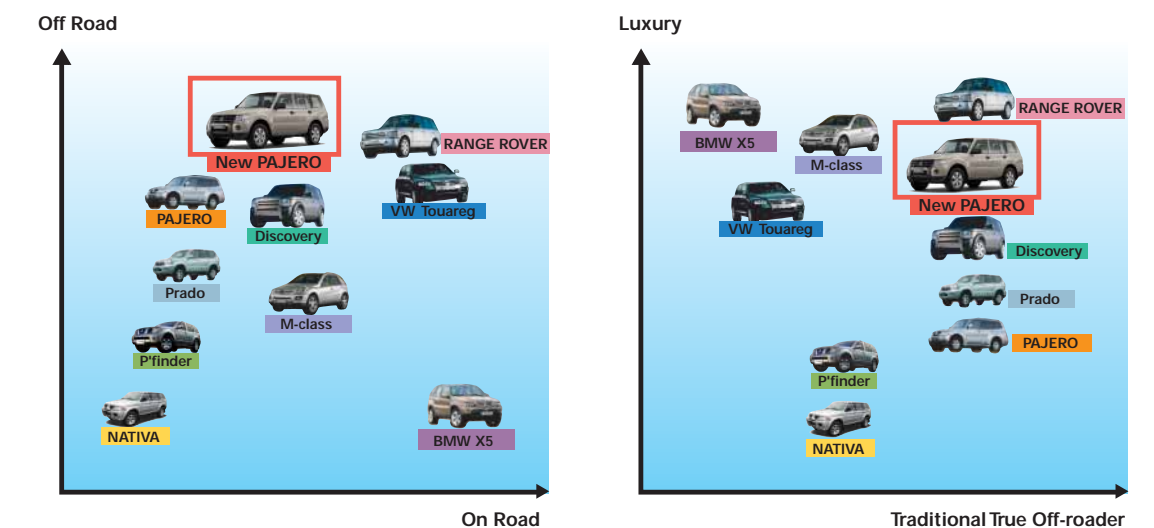 Off Road
New PAJERO
RANGE ROVER
PAJERO
VW Touareg
Discovery
Prado
M-class
P'finder
NATIVA
BMW X5
On Road
Luxury
RANGE ROVER
BMW X5
M-class
New PAJERO
VW Touareg
Discovery
Prado
PAJERO
P'finder
NATIVA
Traditional True Off-roader